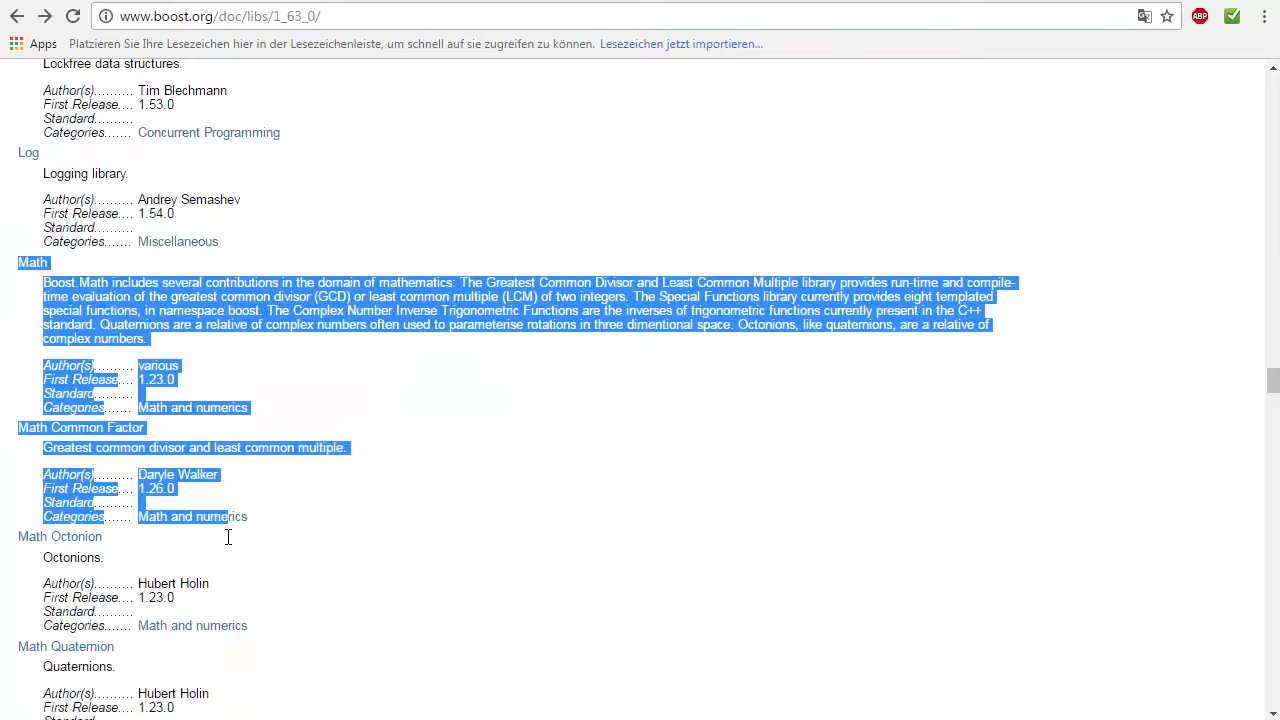 www.boost.org/doc/libs/1_63_0/
Apps Platzieren Sie Ihre Lesezeichen hier in der Lesezeichenleiste, um schnell auf sie zugreifen zu können. Lesezeichen jetzt importieren...
ABP
Lockfree data structures.
Author(s).......... Tim Blechmann
First Release.... 1.53.0
Standard..........
Categories....... Concurrent Programming
Log
Logging library.
Author(s).......... Andrey Semashev
First Release.... 1.54.0
Standard..........
Categories....... Miscellaneous
Math
Boost.Math includes several contributions in the domain of mathematics: The Greatest Common Divisor and Least Common Multiple library provides run-time and compile-
time evaluation of the greatest common divisor (GCD) or least common multiple (LCM) of two integers. The Special Functions library currently provides eight templated
special functions, in namespace boost. The Complex Number Inverse Trigonometric Functions are the inverses of trigonometric functions currently present in the C++
standard. Quaternions are a relative of complex numbers often used to parameterise rotations in three dimentional space. Octonions, like quaternions, are a relative of
complex numbers.
Author(s).......... various
First Release.... 1.23.0
Standard..........
Categories....... Math and numerics
Math Common Factor
Greatest common divisor and least common multiple.
Author(s).......... Daryle Walker
First Release.... 1.26.0
Standard..........
Categories....... Math and numerics
Math Octonion
Octonions.
Author(s).......... Hubert Holin
First Release.... 1.23.0
Standard..........
Categories....... Math and numerics
Math Quaternion
Quaternions.
Author(s).......... Hubert Holin
First Release.... 1.23.0
Standard